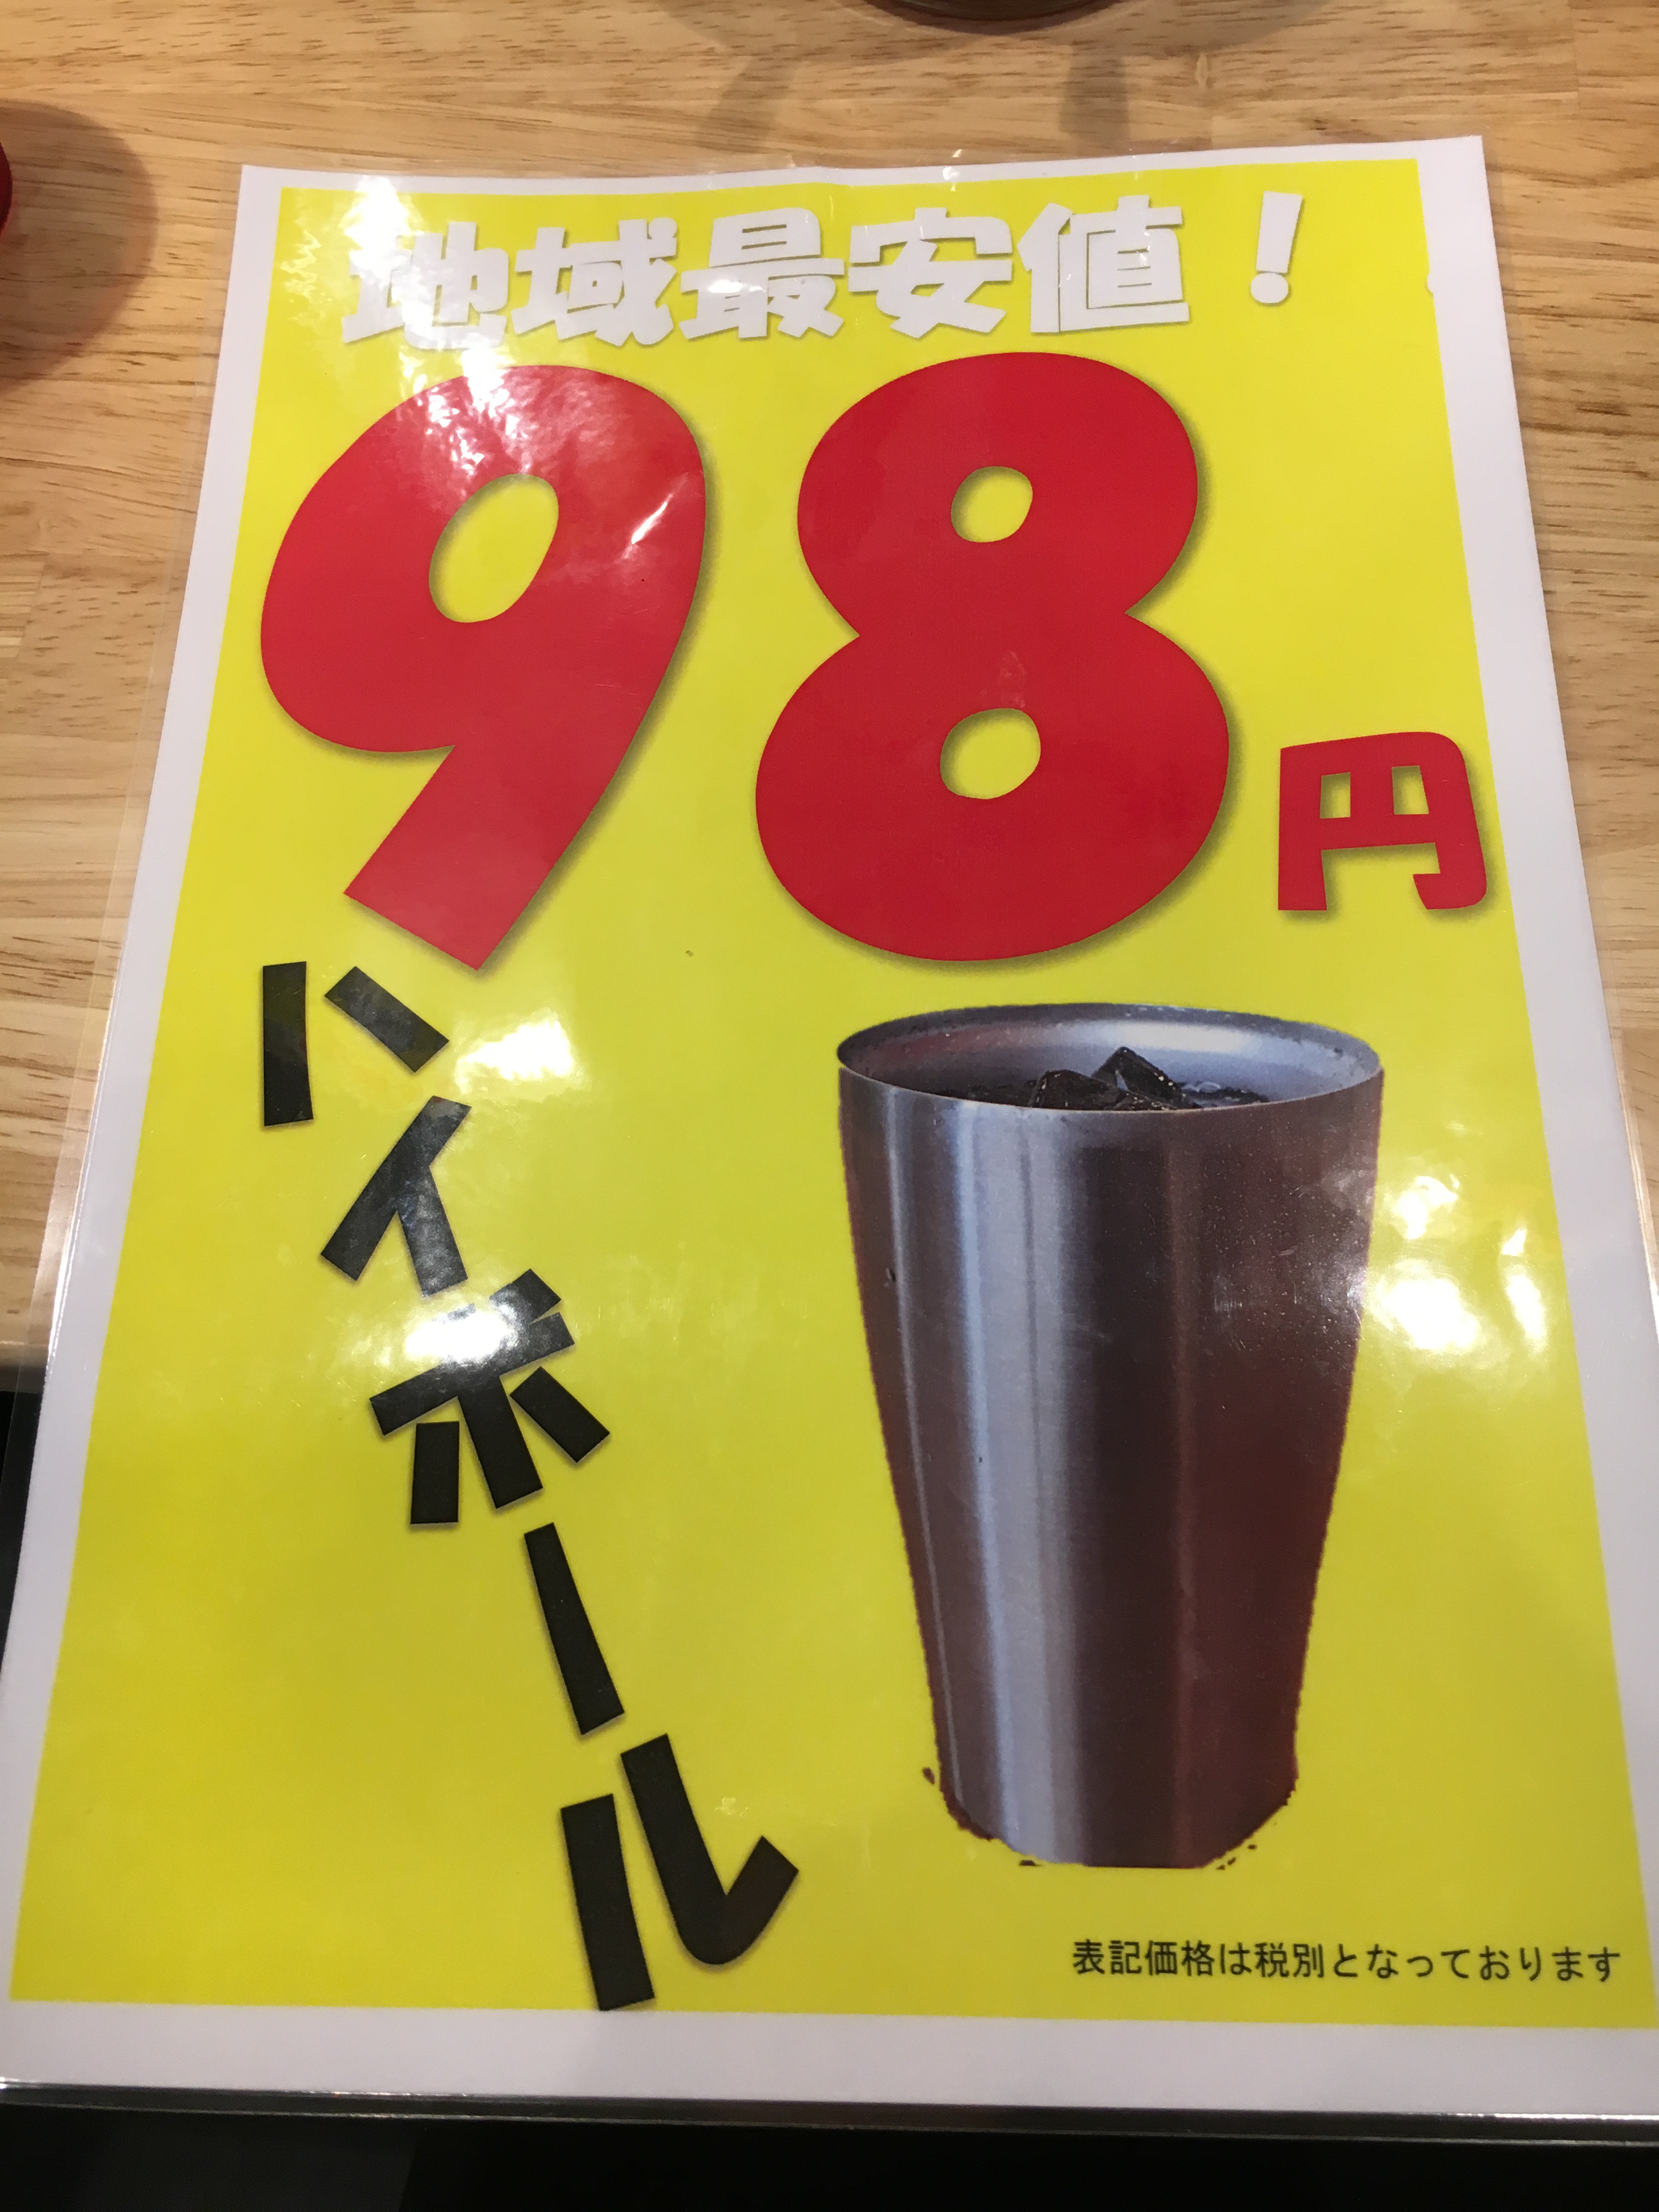 地域最安値！
98円
ハイボール
表記価格は税別となっております